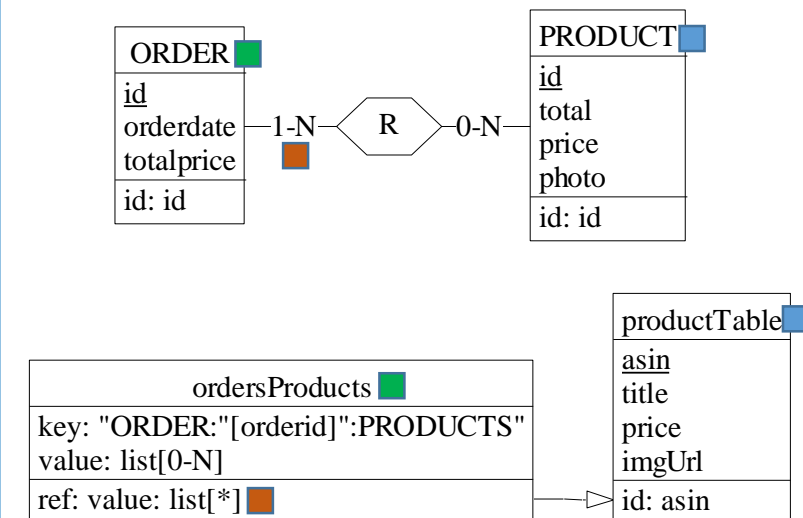 ORDER
id
orderdate
totalprice
id: id
1-N
R
0-N
PRODUCT
id
total
price
photo
id: id
ordersProducts
key: "ORDER:"[orderid]":PRODUCTS"
value: list[0-N]
ref: value: list[*]
productTable
asin
title
price
imgUrl
id: asin